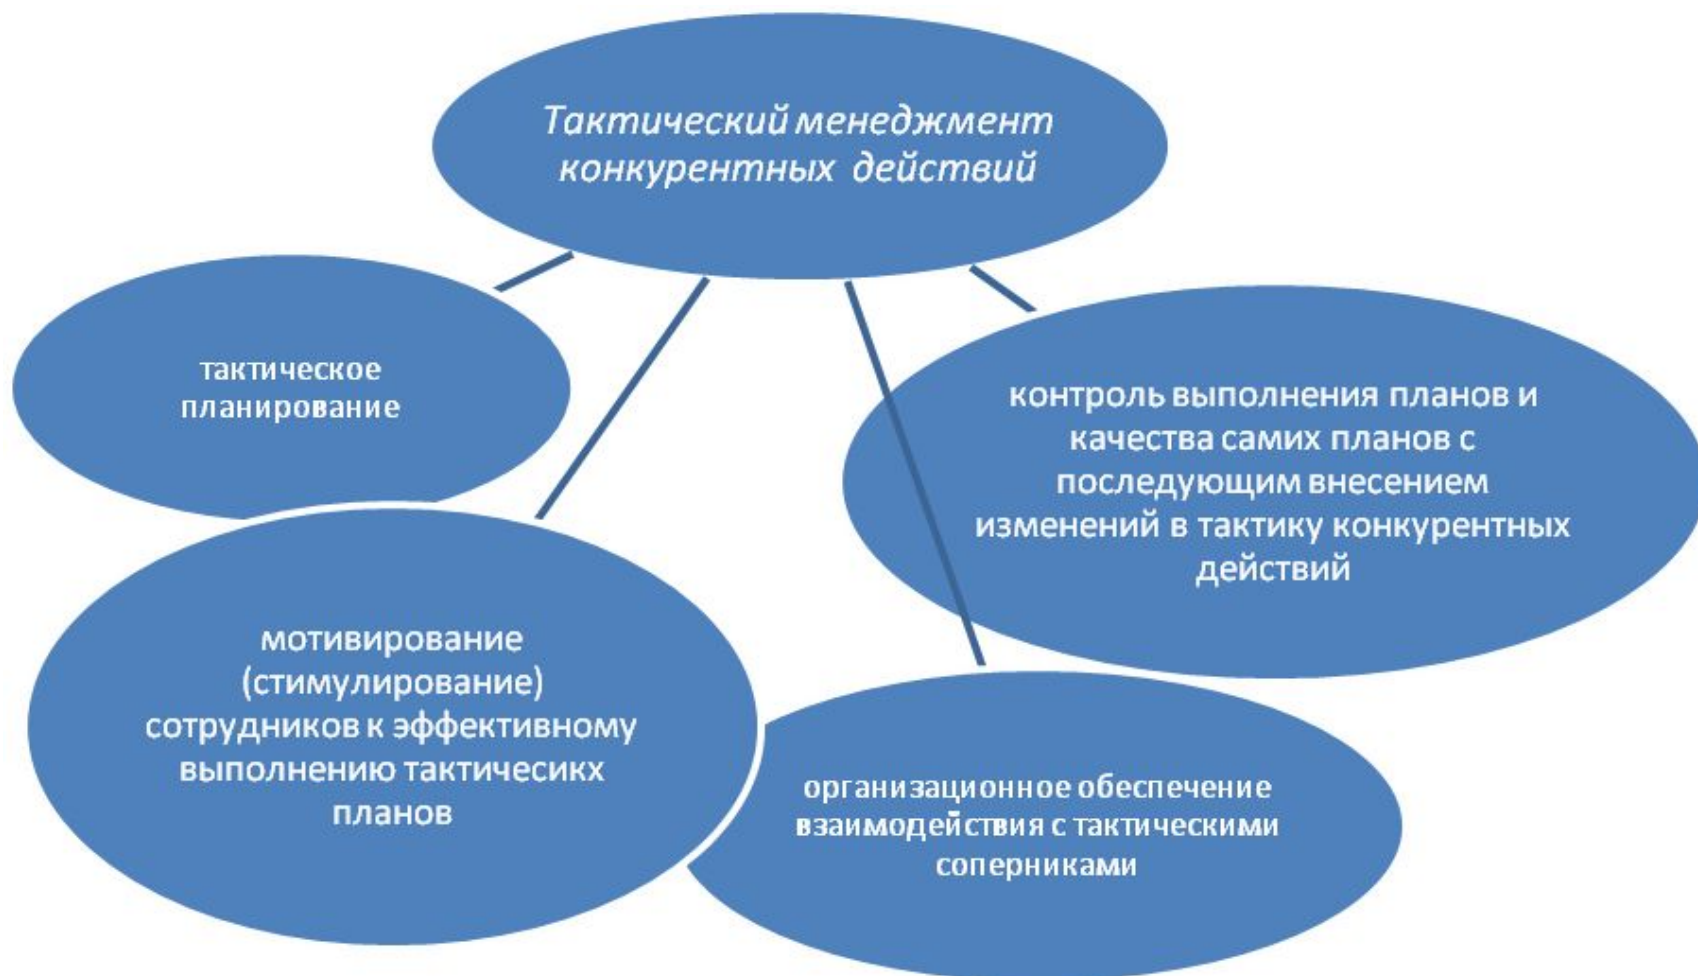 Тактический менеджмент
конкурентных действий
тактическое
планирование
контроль выполнения планов и
качества самих планов с
последующим внесением
изменений в тактику конкурентных
действий
мотивирование
(стимулирование)
сотрудников к эффективному
выполнению тактичесикх
планов
организационное обеспечение
взаимодействия с тактическими
соперниками